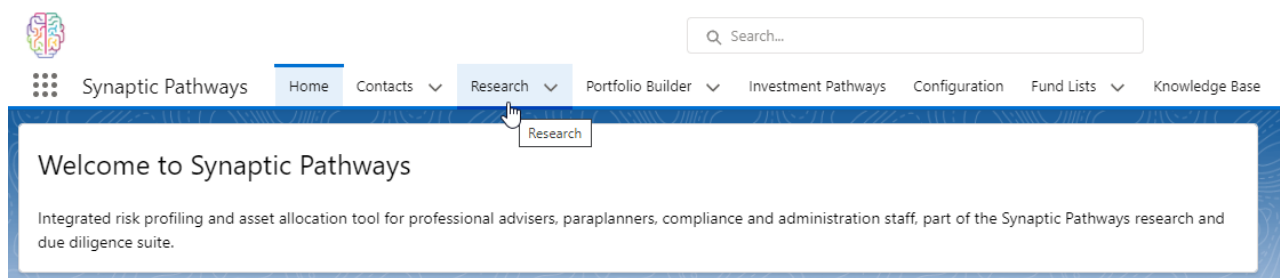 Search...
Synaptic Pathways Home Contacts Research Portfolio Builder Investment Pathways Configuration Fund Lists Knowledge Base
Research
Welcome to Synaptic Pathways
Integrated risk profiling and asset allocation tool for professional advisers, paraplanners, compliance and administration staff, part of the Synaptic Pathways research and
due diligence suite.